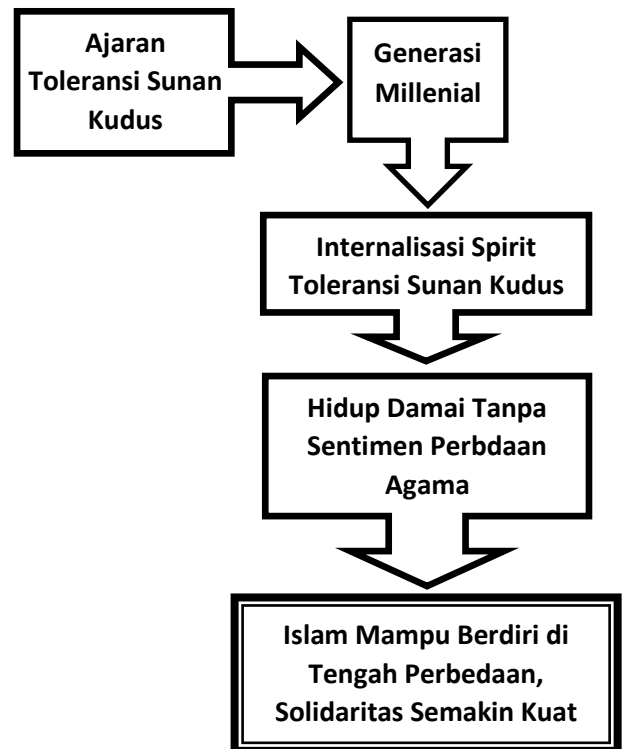 Ajaran
Toleransi Sunan
Kudus
Generasi
Millenial
Internalisasi Spirit
Toleransi Sunan Kudus
Hidup Damai Tanpa
Sentimen Perbdaan
Agama
Islam Mampu Berdiri di
Tengah Perbedaan,
Solidaritas Semakin Kuat